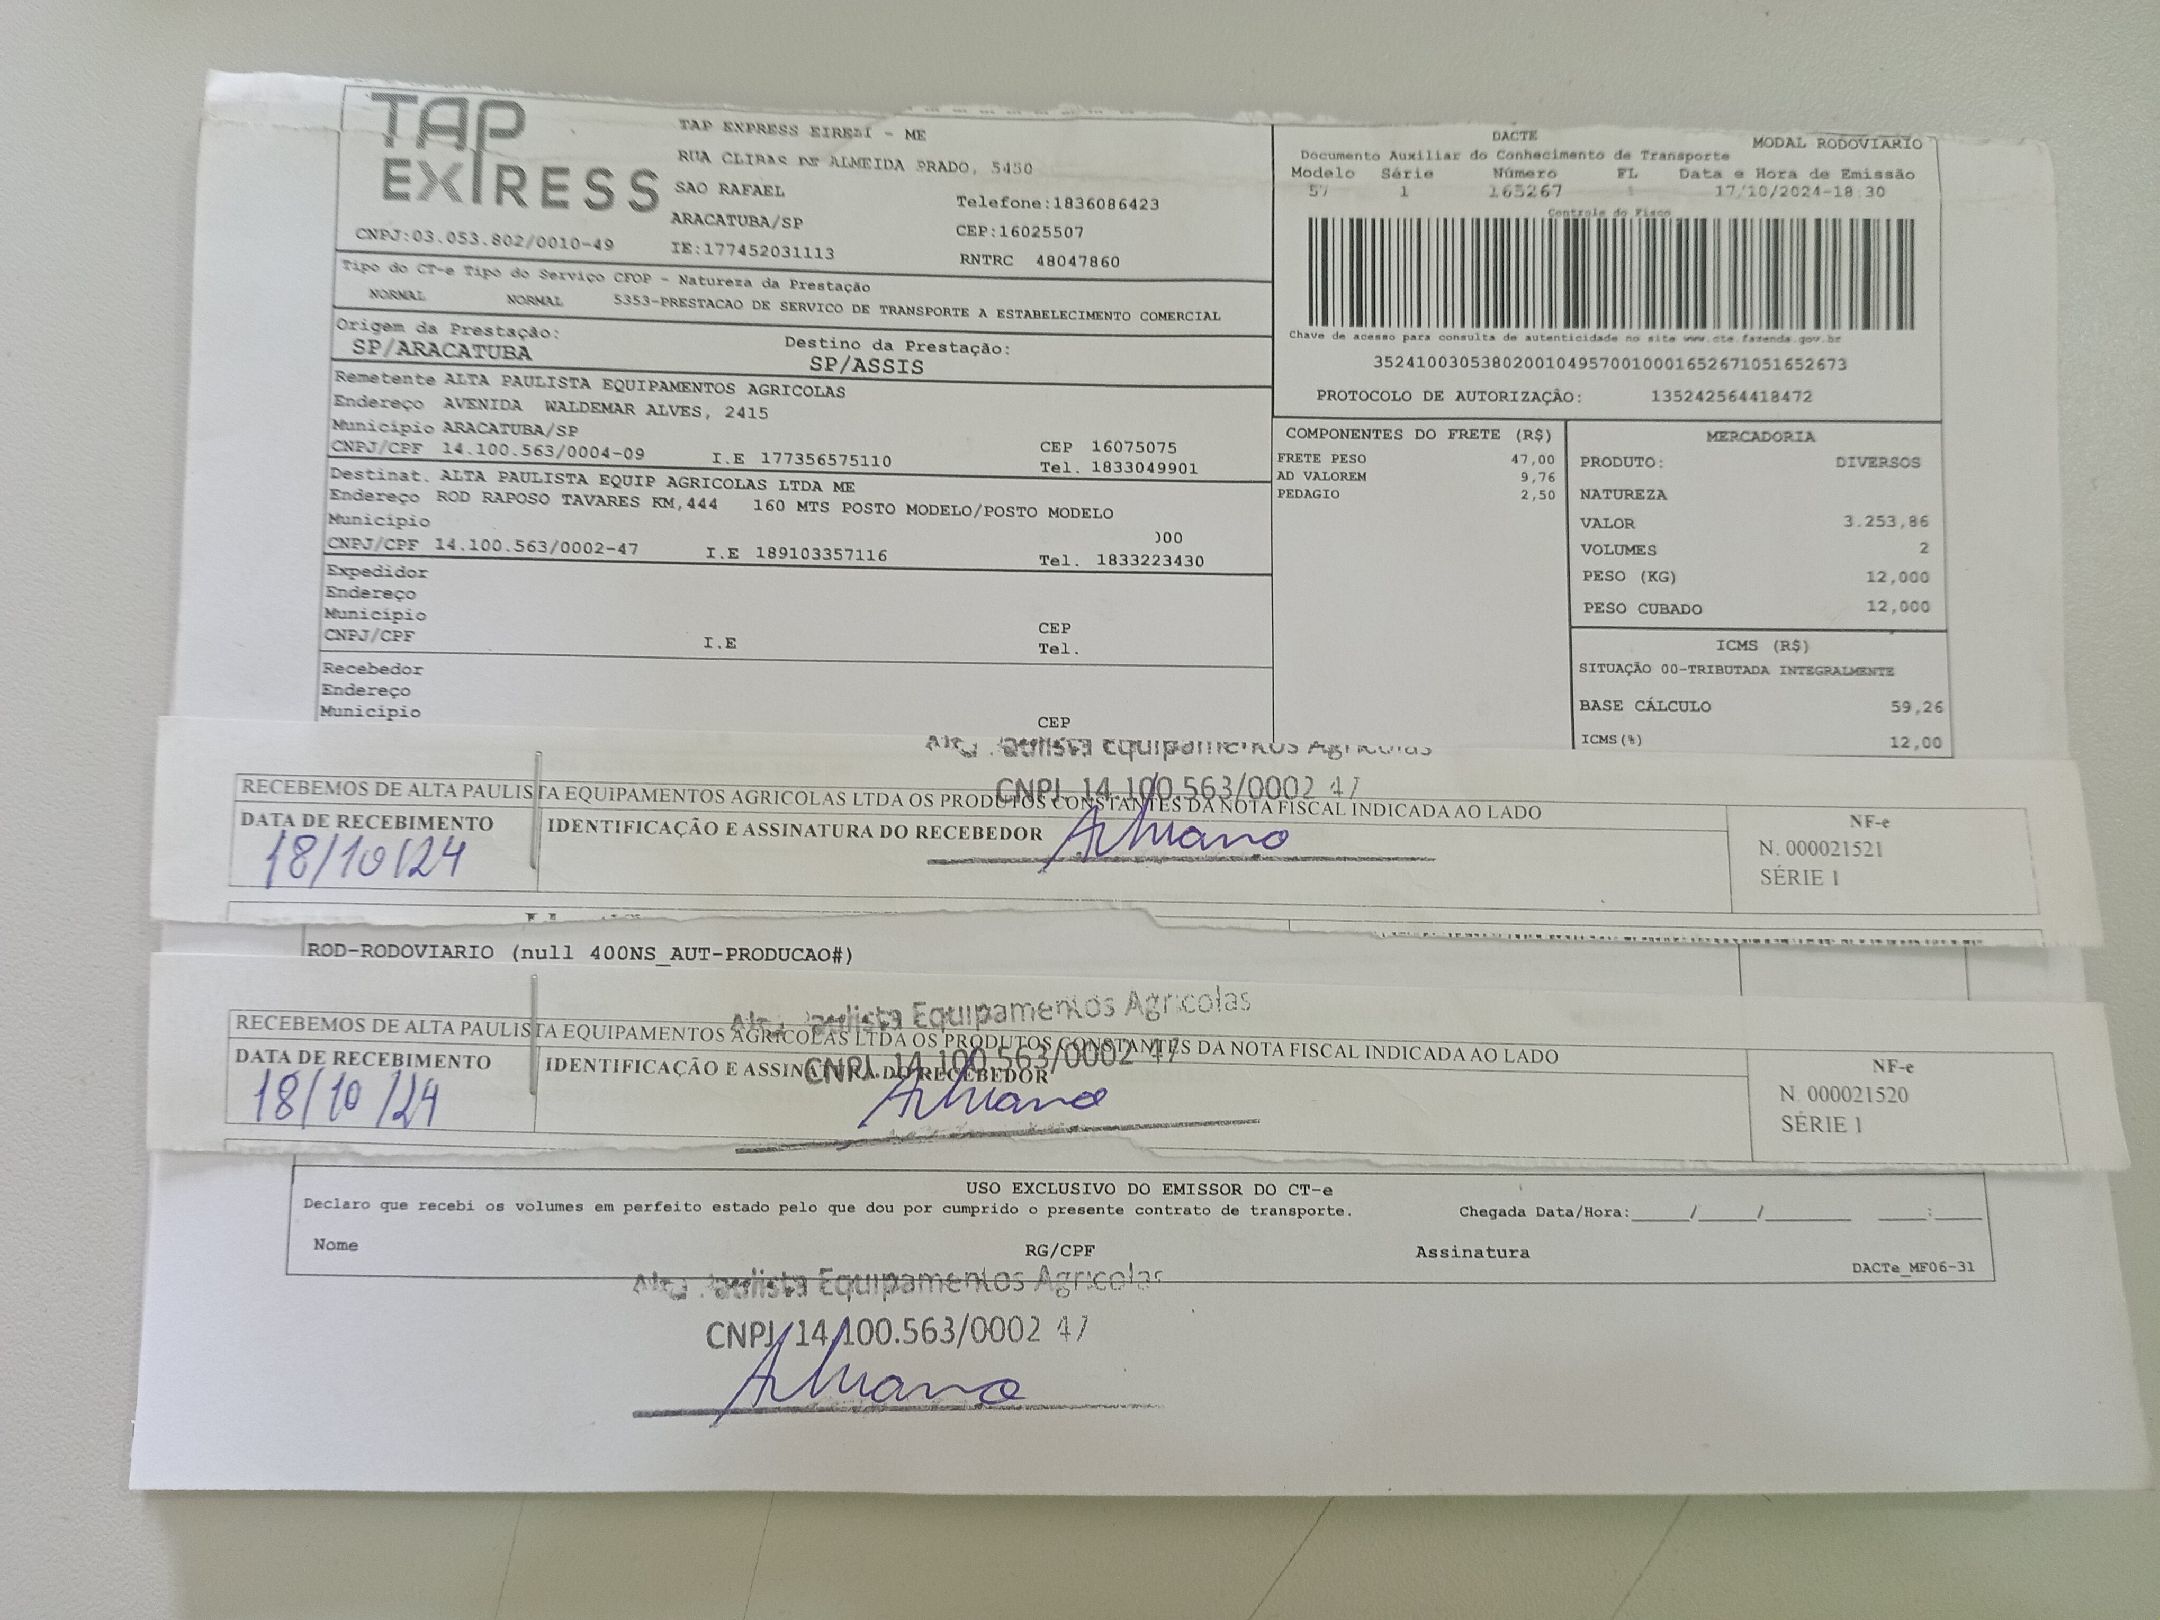 TAP EXPRESS
TAP EXPRESS EIRELI - ME
RUA CLIBAS DE ALMEIDA PRADO, 5450
SAO RAFAEL
Telefone:1836086423
ARACATUBA/SP
CEP:16025507
CNPJ:03.053.802/0010-49
IE:177452031113
RNTRC 48047860
DACTE
MODAL RODOVIARIO
Documento Auxiliar do Conhecimento de Transporte
Modelo Série Número FL Data e Hora de Emissão
57 1 165267 1 17/10/2024-18:30
Controle do Fisco
Chave de acesso para consulta de autenticidade no site www.cte.fazenda.gov.br
35241003053802001049570010001652671051652673
PROTOCOLO DE AUTORIZAÇÃO: 135242564418472
Tipo do CT-e Tipo do Serviço CFOP - Natureza da Prestação
NORMAL NORMAL 5353-PRESTACAO DE SERVICO DE TRANSPORTE A ESTABELECIMENTO COMERCIAL
Origem da Prestação: Destino da Prestação:
SP/ARACATUBA SP/ASSIS
Remetente ALTA PAULISTA EQUIPAMENTOS AGRICOLAS
Endereço AVENIDA WALDEMAR ALVES, 2415
Município ARACATUBA/SP CEP 16075075
CNPJ/CPF 14.100.563/0004-09 I.E 177356575110 Tel. 1833049901
Destinat. ALTA PAULISTA EQUIP AGRICOLAS LTDA ME
Endereço ROD RAPOSO TAVARES KM,444 160 MTS POSTO MODELO/POSTO MODELO
Município 000
CNPJ/CPF 14.100.563/0002-47 I.E 189103357116 Tel. 1833223430
Expedidor
Endereço
Município CEP
CNPJ/CPF I.E Tel.
Recebedor
Endereço
Município CEP
COMPONENTES DO FRETE (R$)
FRETE PESO 47,00
AD VALOREM 9,76
PEDAGIO 2,50
MERCADORIA
PRODUTO: DIVERSOS
NATUREZA
VALOR 3.253,86
VOLUMES 2
PESO (KG) 12,000
PESO CUBADO 12,000
ICMS (R$)
SITUAÇÃO 00-TRIBUTADA INTEGRALMENTE
BASE CÁLCULO 59,26
ICMS(%) 12,00
Alta Paulista Equipamentos Agricolas
CNPJ 14.100.563/0002 47
RECEBEMOS DE ALTA PAULISTA EQUIPAMENTOS AGRICOLAS LTDA OS PRODUTOS CONSTANTES DA NOTA FISCAL INDICADA AO LADO
DATA DE RECEBIMENTO IDENTIFICAÇÃO E ASSINATURA DO RECEBEDOR
18/10/24
NF-e
N. 000021521
SÉRIE 1
ROD-RODOVIARIO (null 400NS_AUT-PRODUCAO#)
Alta Paulista Equipamentos Agricolas
CNPJ 14.100.563/0002 47
RECEBEMOS DE ALTA PAULISTA EQUIPAMENTOS AGRICOLAS LTDA OS PRODUTOS CONSTANTES DA NOTA FISCAL INDICADA AO LADO
DATA DE RECEBIMENTO IDENTIFICAÇÃO E ASSINATURA DO RECEBEDOR
18/10/24
NF-e
N. 000021520
SÉRIE 1
USO EXCLUSIVO DO EMISSOR DO CT-e
Declaro que recebi os volumes em perfeito estado pelo que dou por cumprido o presente contrato de transporte. Chegada Data/Hora:____/____/______ ___:___
Nome RG/CPF Assinatura
DACTe_MF06-31
Alta Paulista Equipamentos Agricolas
CNPJ 14.100.563/0002 47